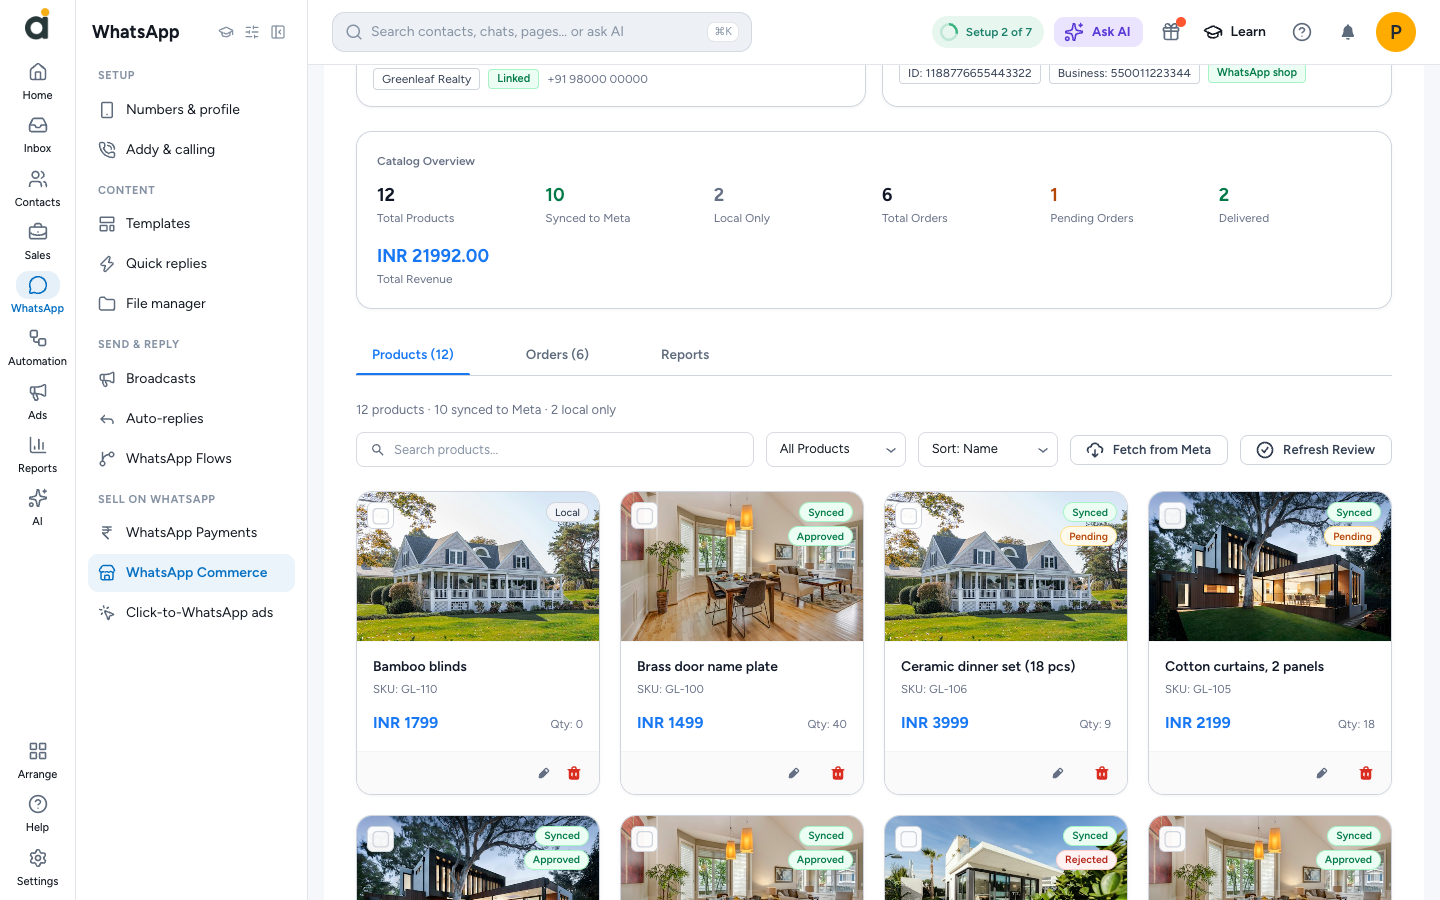 WhatsApp
Search contacts, chats, pages... or ask AI
⌘K
Setup 2 of 7
Ask AI
Learn
P
Home
Inbox
Contacts
Sales
WhatsApp
Automation
Ads
Reports
AI
Arrange
Help
Settings
SETUP
Numbers & profile
Addy & calling
CONTENT
Templates
Quick replies
File manager
SEND & REPLY
Broadcasts
Auto-replies
WhatsApp Flows
SELL ON WHATSAPP
WhatsApp Payments
WhatsApp Commerce
Click-to-WhatsApp ads
Greenleaf Realty
Linked
+91 98000 00000
ID: 1188776655443322
Business: 550011223344
WhatsApp shop
Catalog Overview
12
Total Products
10
Synced to Meta
2
Local Only
6
Total Orders
1
Pending Orders
2
Delivered
INR 21992.00
Total Revenue
Products (12)
Orders (6)
Reports
12 products · 10 synced to Meta · 2 local only
Search products...
All Products
Sort: Name
Fetch from Meta
Refresh Review
Local
Bamboo blinds
SKU: GL-110
INR 1799
Qty: 0
Synced
Approved
Brass door name plate
SKU: GL-100
INR 1499
Qty: 40
Synced
Pending
Ceramic dinner set (18 pcs)
SKU: GL-106
INR 3999
Qty: 9
Synced
Pending
Cotton curtains, 2 panels
SKU: GL-105
INR 2199
Qty: 18
Synced
Approved
Synced
Approved
Synced
Rejected
Synced
Approved